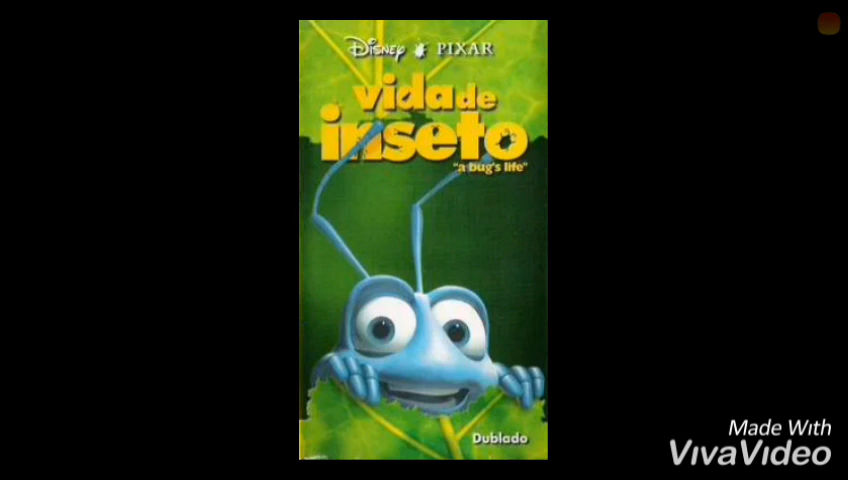 Disney PIXAR
vida de
inseto
"a bug's life"
Dublado
Made With
VivaVideo